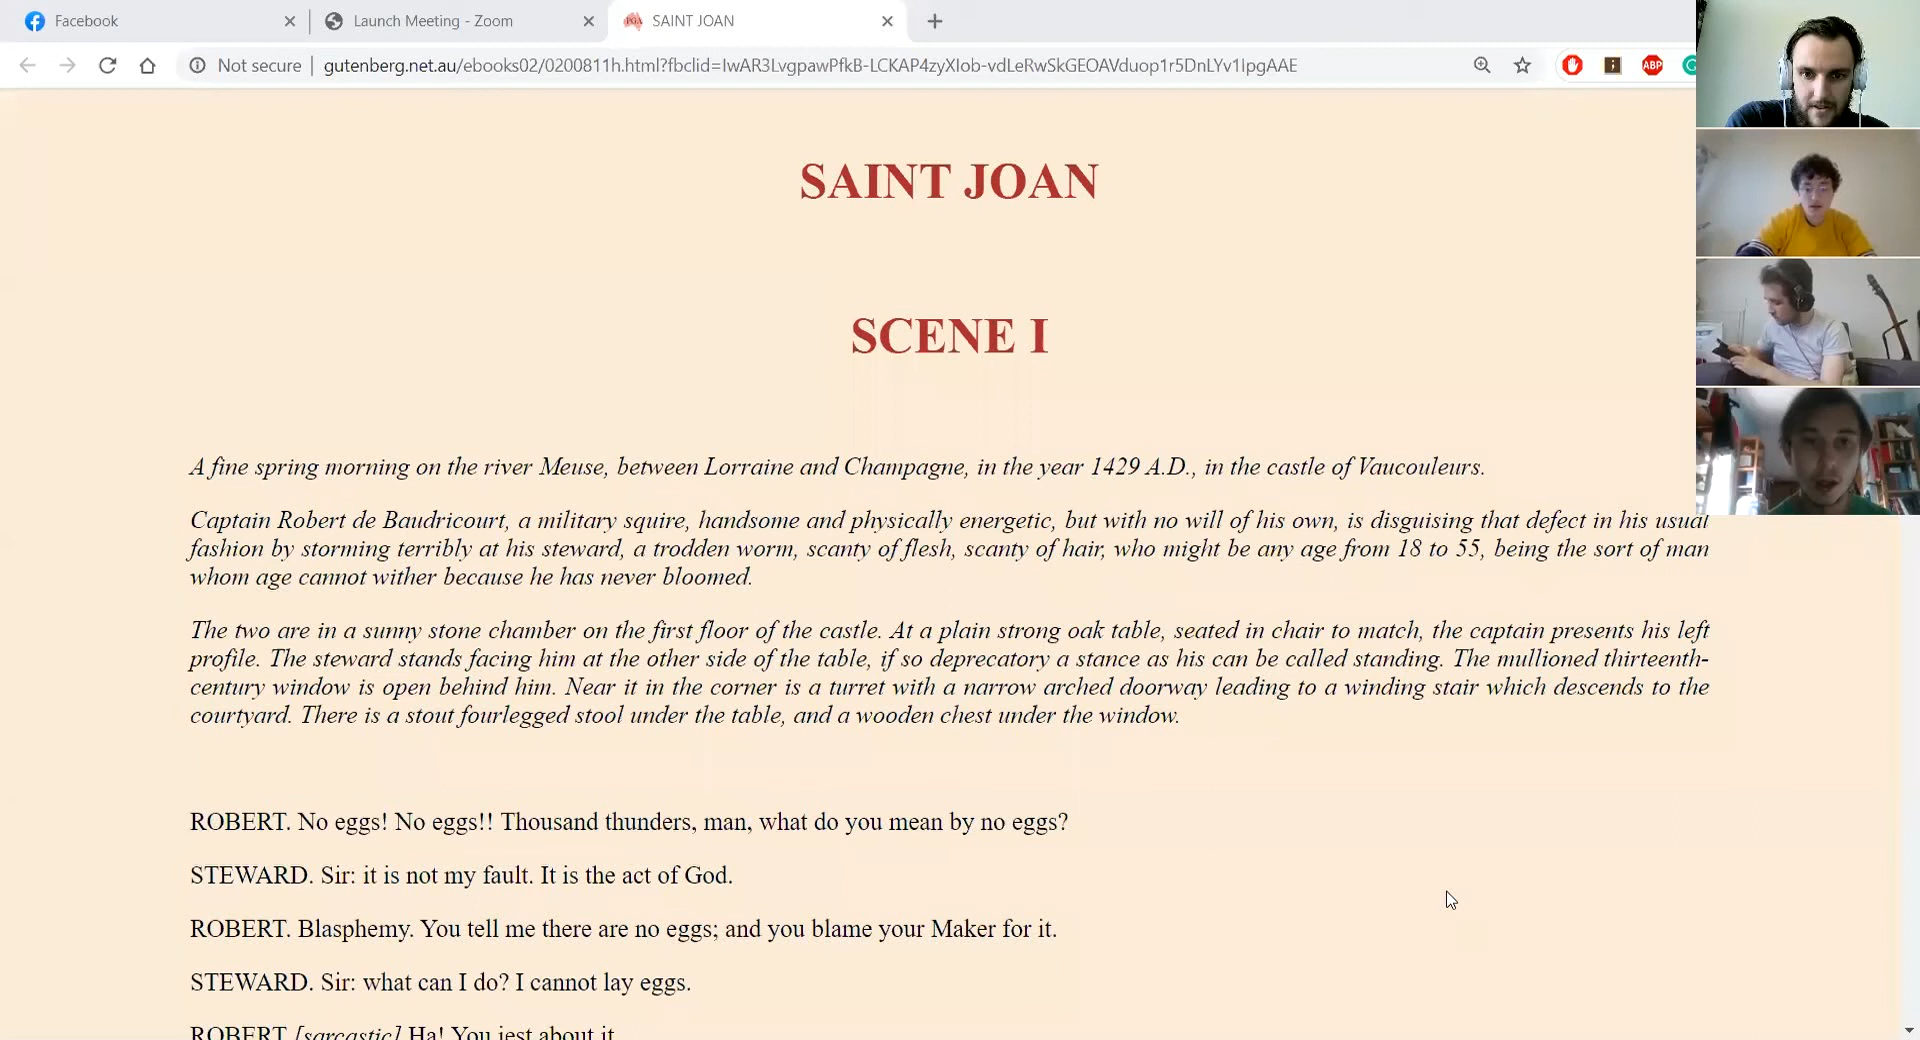 Facebook
Launch Meeting - Zoom
SAINT JOAN
Not secure
gutenberg.net.au/ebooks02/0200811h.html?fbclid=IwAR3LvgpawPfkB-LCKAP4zyXIob-vdLeRwSkGEOAVduop1r5DnLYv1IpgAAE
ABP
SAINT JOAN
SCENE I
A fine spring morning on the river Meuse, between Lorraine and Champagne, in the year 1429 A.D., in the castle of Vaucouleurs.
Captain Robert de Baudricourt, a military squire, handsome and physically energetic, but with no will of his own, is disguising that defect in his usual
fashion by storming terribly at his steward, a trodden worm, scanty of flesh, scanty of hair, who might be any age from 18 to 55, being the sort of man
whom age cannot wither because he has never bloomed.
The two are in a sunny stone chamber on the first floor of the castle. At a plain strong oak table, seated in chair to match, the captain presents his left
profile. The steward stands facing him at the other side of the table, if so deprecatory a stance as his can be called standing. The mullioned thirteenth-
century window is open behind him. Near it in the corner is a turret with a narrow arched doorway leading to a winding stair which descends to the
courtyard. There is a stout fourlegged stool under the table, and a wooden chest under the window.
ROBERT. No eggs! No eggs!! Thousand thunders, man, what do you mean by no eggs?
STEWARD. Sir: it is not my fault. It is the act of God.
ROBERT. Blasphemy. You tell me there are no eggs; and you blame your Maker for it.
STEWARD. Sir: what can I do? I cannot lay eggs.
ROBERT [sarcastic] Ha! You jest about it.